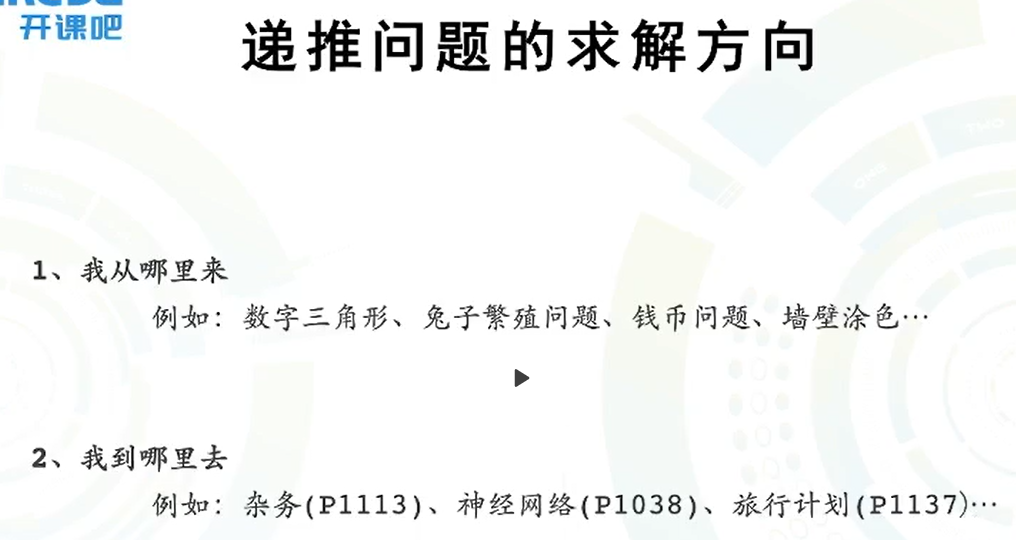 开课吧
递推问题的求解方向
1、我从哪里来
例如：数字三角形、兔子繁殖问题、钱币问题、墙壁涂色…
2、我到哪里去
例如：杂务(P1113)、神经网络(P1038)、旅行计划(P1137)…